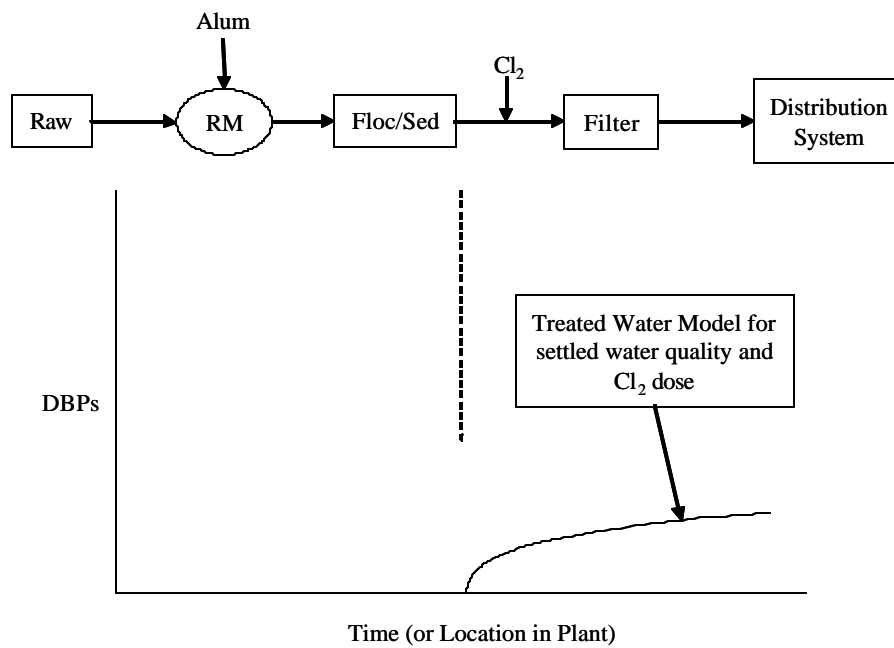 Alum
Cl₂
Raw
RM
Floc/Sed
Filter
Distribution
System
Treated Water Model for
settled water quality and
Cl₂ dose
DBPs
Time (or Location in Plant)